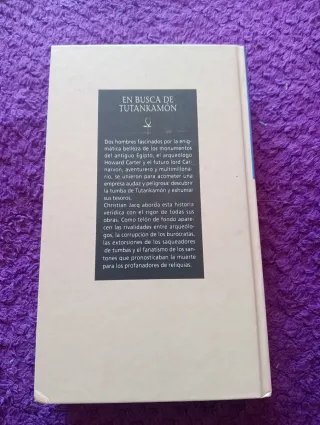 EN BUSCA DE
TUTANKAMÓN
Dos hombres fascinados por la enig-
mática belleza de los monumentos
del antiguo Egipto, el arqueólogo
Howard Carter y el futuro lord Car-
narvon, aventurero y multimillona-
rio, se unieron para acometer una
empresa audaz y peligrosa: descubrir
la tumba de Tutankamón y exhumar
sus tesoros.
Christian Jacq aborda esta historia
verídica con el rigor de todas sus
obras. Como telón de fondo apare-
cen las rivalidades entre arqueólo-
gos, la corrupción de los burócratas,
las extorsiones de los saqueadores
de tumbas y el fanatismo de los san-
tones que pronosticaban la muerte
para los profanadores de reliquias.